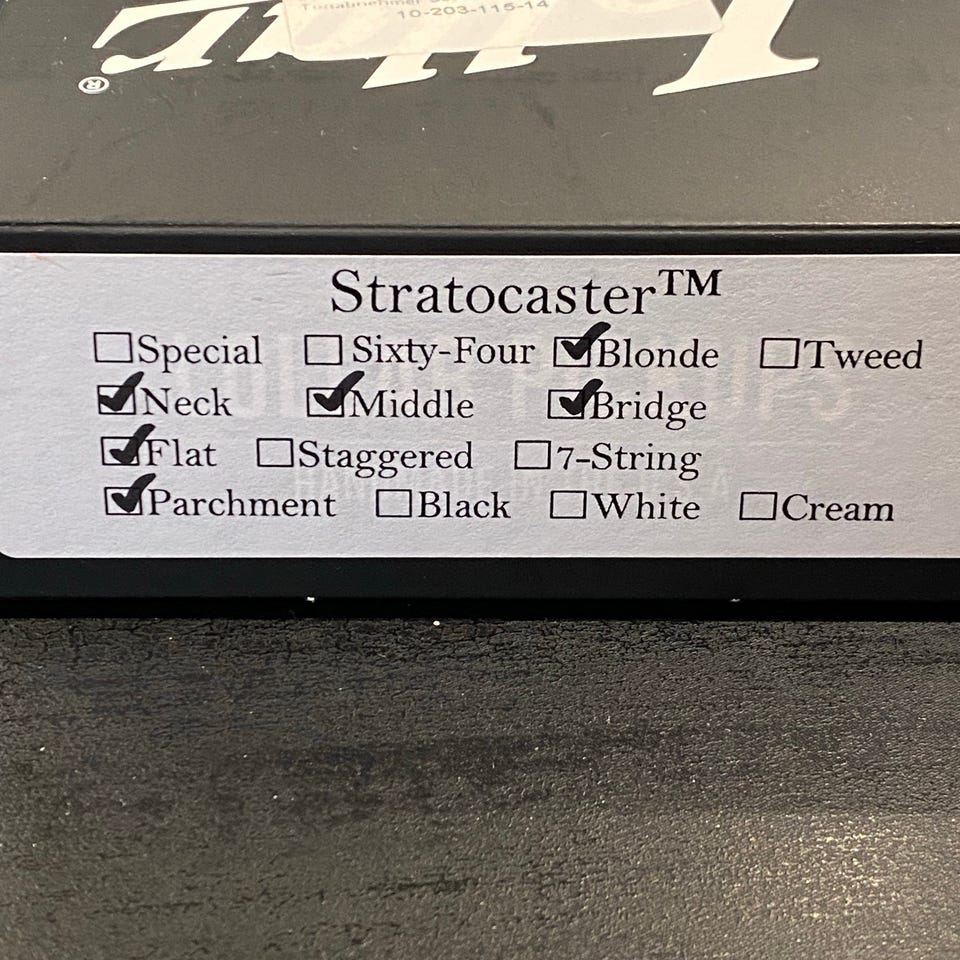 10-203-115-14
®
Stratocaster™
☐Special ☐Sixty-Four ☑Blonde ☐Tweed
☑Neck ☑Middle ☑Bridge
☑Flat ☐Staggered ☐7-String
☑Parchment ☐Black ☐White ☐Cream